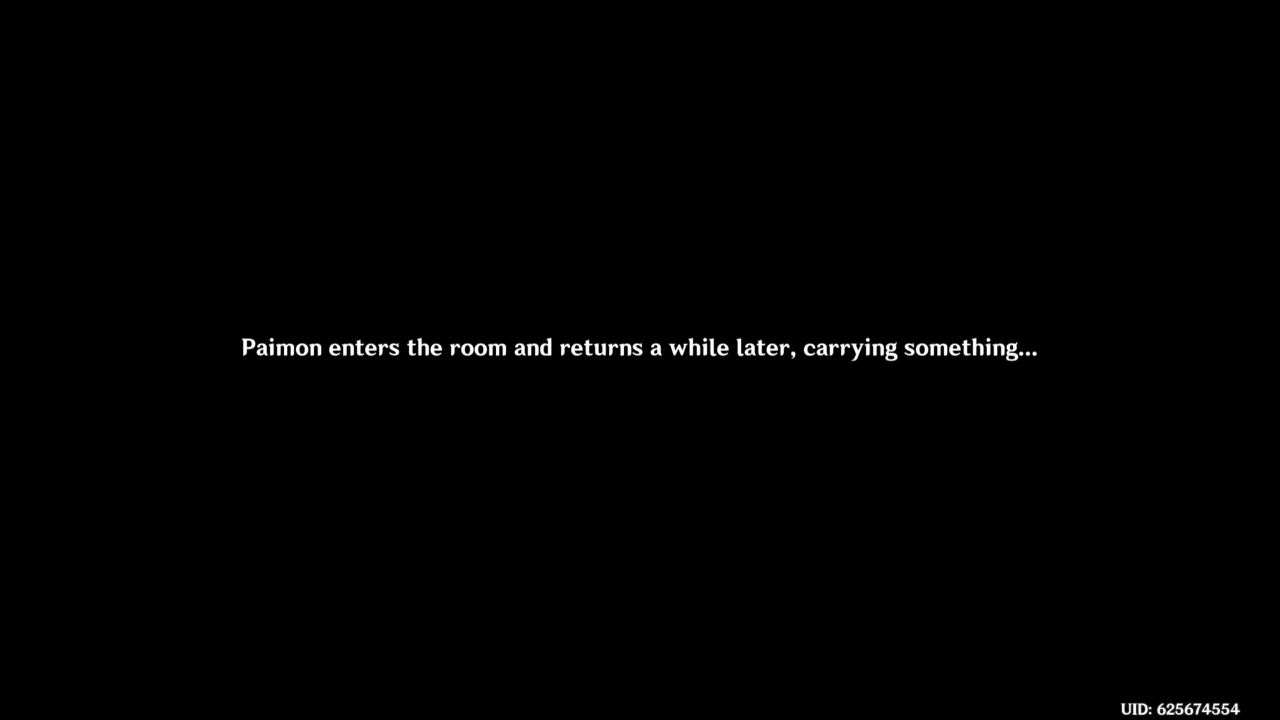 Paimon enters the room and returns a while later, carrying something...
UID: 625674554